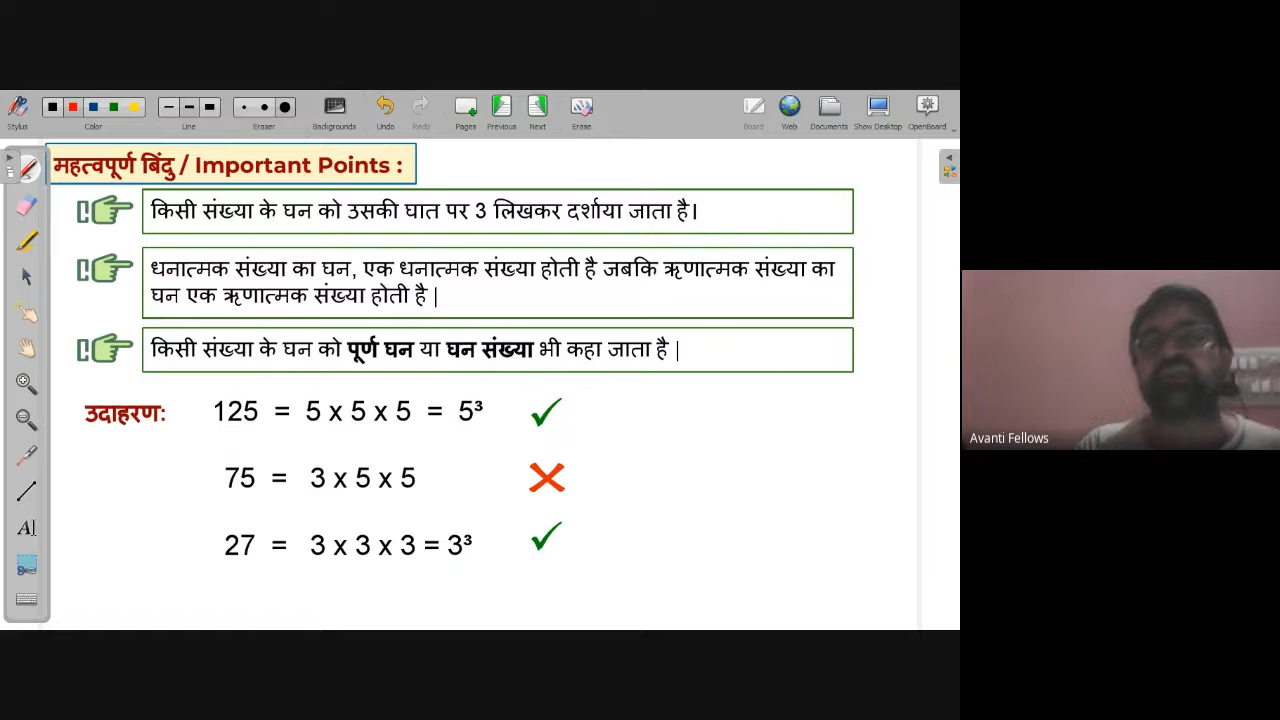 Stylus
Color
Line
Eraser
Backgrounds
Undo
Redo
Pages
Previous
Next
Erase
Board
Web
Documents
Show Desktop
OpenBoard
महत्वपूर्ण बिंदु / Important Points :
किसी संख्या के घन को उसकी घात पर 3 लिखकर दर्शाया जाता है।
धनात्मक संख्या का घन, एक धनात्मक संख्या होती है जबकि ऋणात्मक संख्या का
घन एक ऋणात्मक संख्या होती है |
किसी संख्या के घन को पूर्ण घन या घन संख्या भी कहा जाता है |
उदाहरण: 125 = 5 x 5 x 5 = 5³
75 = 3 x 5 x 5
27 = 3 x 3 x 3 = 3³
Avanti Fellows